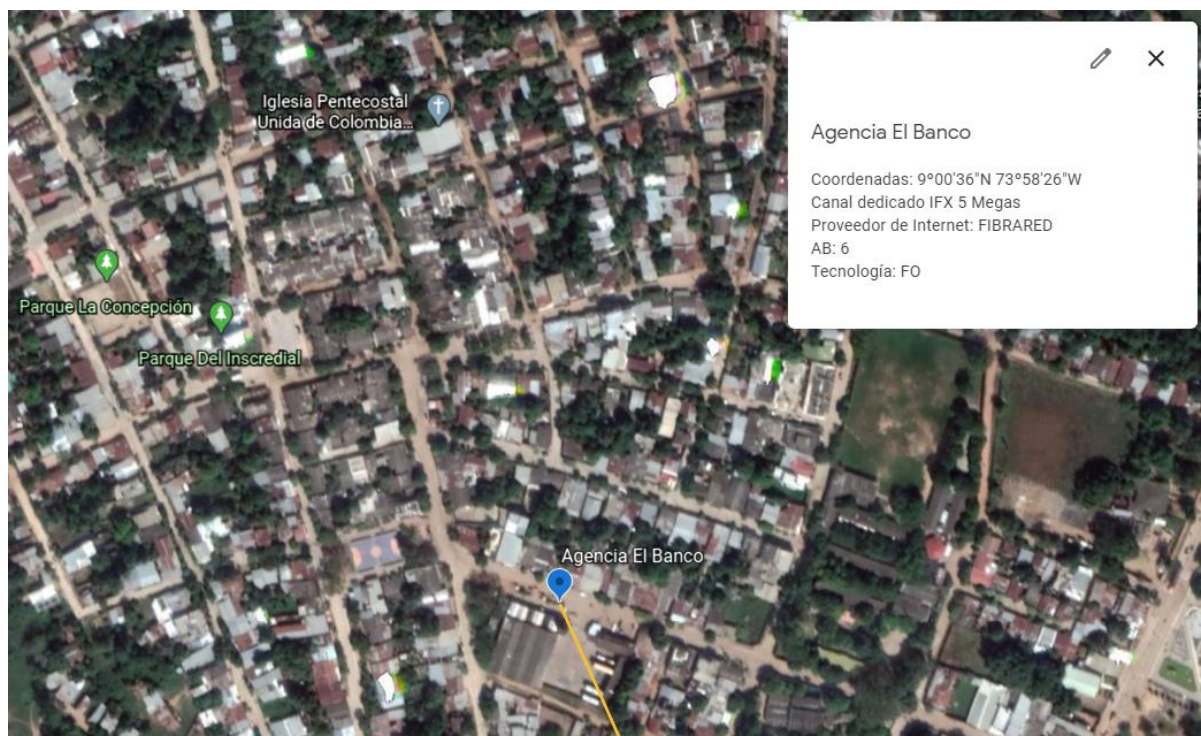 Iglesia Pentecostal
Unida de Colombia...
Parque La Concepción
Parque Del Inscredial
Agencia El Banco
Agencia El Banco
Coordenadas: 9°00'36"N 73°58'26"W
Canal dedicado IFX 5 Megas
Proveedor de Internet: FIBRARED
AB: 6
Tecnología: FO